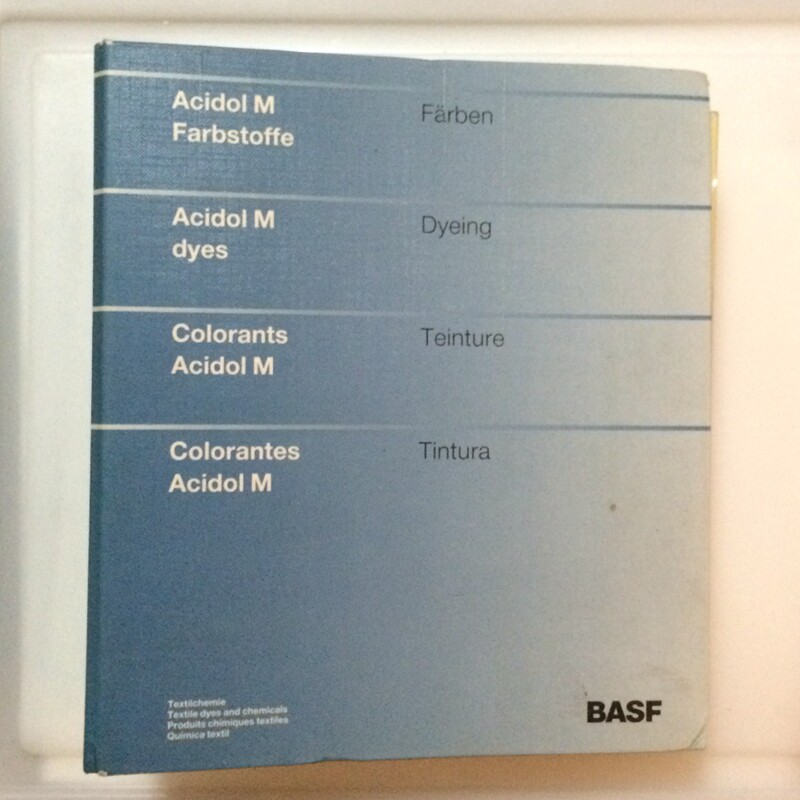 Acidol M
Farbstoffe
Färben
Acidol M
dyes
Dyeing
Colorants
Acidol M
Teinture
Colorantes
Acidol M
Tintura
Textilchemie
Textile dyes and chemicals
Produits chimiques textiles
Química textil
BASF